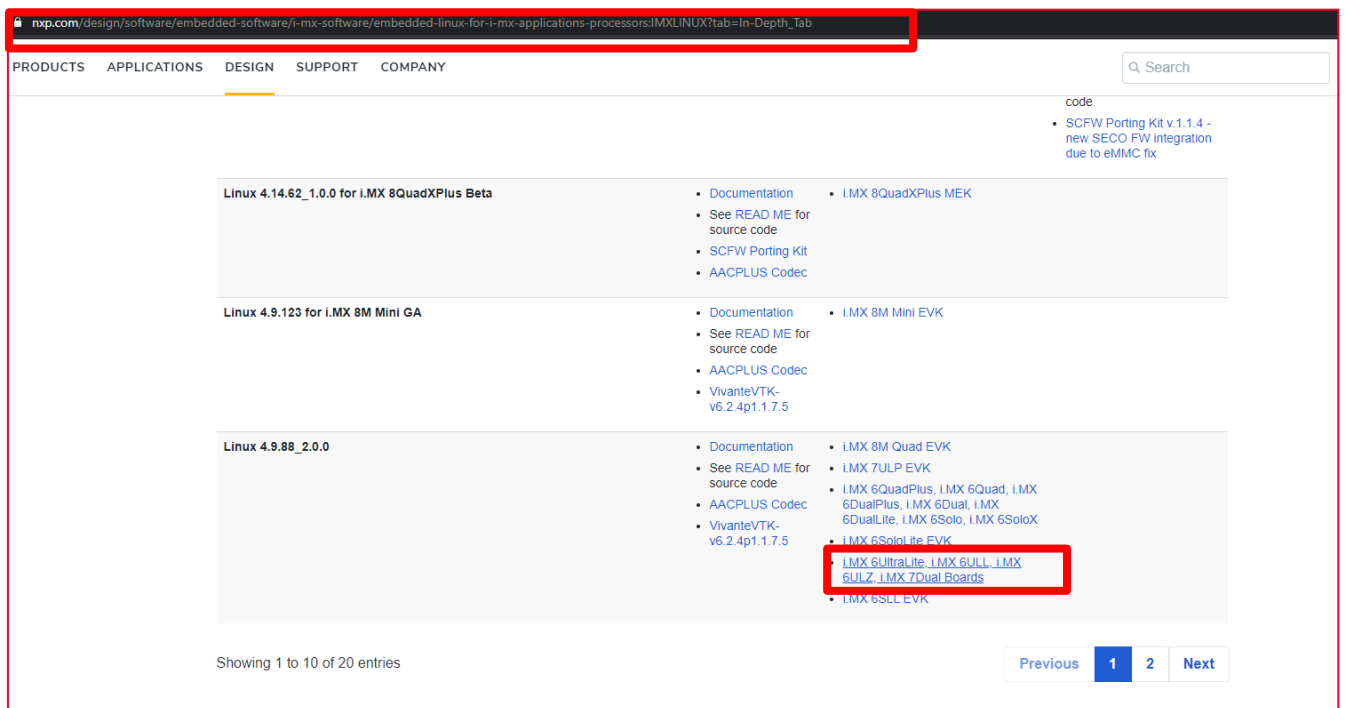 nxp.com/design/software/embedded-software/i-mx-software/embedded-linux-for-i-mx-applications-processors:IMXLINUX?tab=In-Depth_Tab
PRODUCTS APPLICATIONS DESIGN SUPPORT COMPANY
Search
code
SCFW Porting Kit v.1.1.4 -
new SECO FW integration
due to eMMC fix
Linux 4.14.62_1.0.0 for i.MX 8QuadXPlus Beta
Documentation
See READ ME for
source code
SCFW Porting Kit
AACPLUS Codec
i.MX 8QuadXPlus MEK
Linux 4.9.123 for i.MX 8M Mini GA
Documentation
See READ ME for
source code
AACPLUS Codec
VivanteVTK-
v6.2.4p1.1.7.5
i.MX 8M Mini EVK
Linux 4.9.88_2.0.0
Documentation
See READ ME for
source code
AACPLUS Codec
VivanteVTK-
v6.2.4p1.1.7.5
i.MX 8M Quad EVK
i.MX 7ULP EVK
i.MX 6QuadPlus, i.MX 6Quad, i.MX
6DualPlus, i.MX 6Dual, i.MX
6DualLite, i.MX 6Solo, i.MX 6SoloX
i.MX 6SoloLite EVK
i.MX 6UltraLite, i.MX 6ULL, i.MX
6ULZ, i.MX 7Dual Boards
i.MX 6SLL EVK
Showing 1 to 10 of 20 entries
Previous 1 2 Next